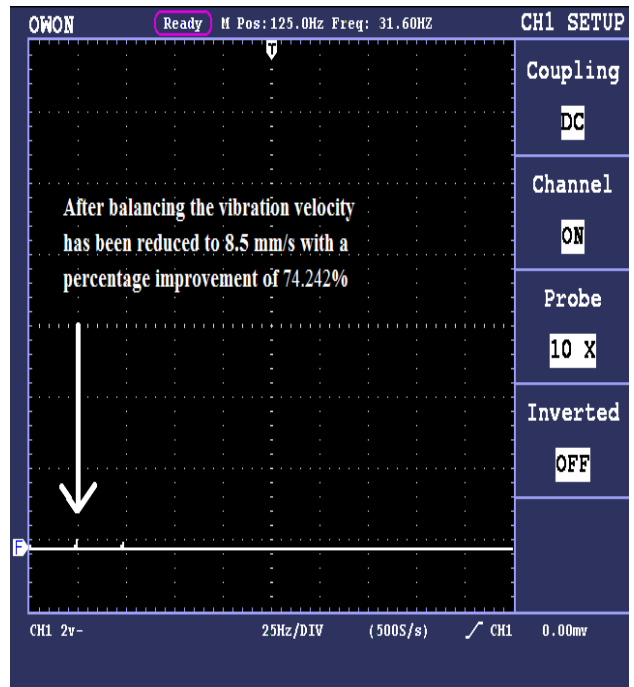 OWON Ready M Pos:125.0Hz Freq: 31.60HZ CH1 SETUP
T
Coupling
DC
Channel
ON
After balancing the vibration velocity
has been reduced to 8.5 mm/s with a
percentage improvement of 74.242%
Probe
10 X
Inverted
OFF
F
CH1 2v- 25Hz/DIV (500S/s) CH1 0.00mv